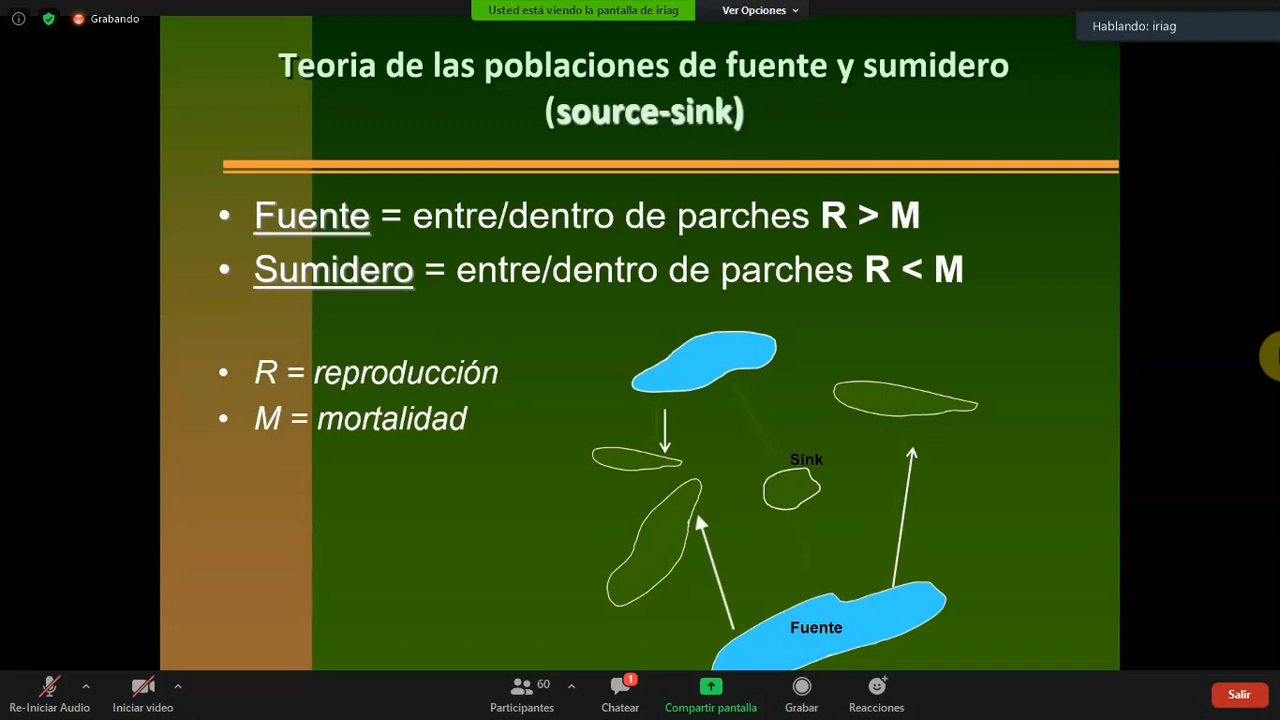 Grabando
Usted está viendo la pantalla de iriag
Ver Opciones
Hablando: iriag
Teoria de las poblaciones de fuente y sumidero
(source-sink)
• Fuente = entre/dentro de parches R > M
• Sumidero = entre/dentro de parches R < M
• R = reproducción
• M = mortalidad
Sink
Fuente
Re-Iniciar Audio
Iniciar video
60
Participantes
1
Chatear
Compartir pantalla
Grabar
Reacciones
Salir